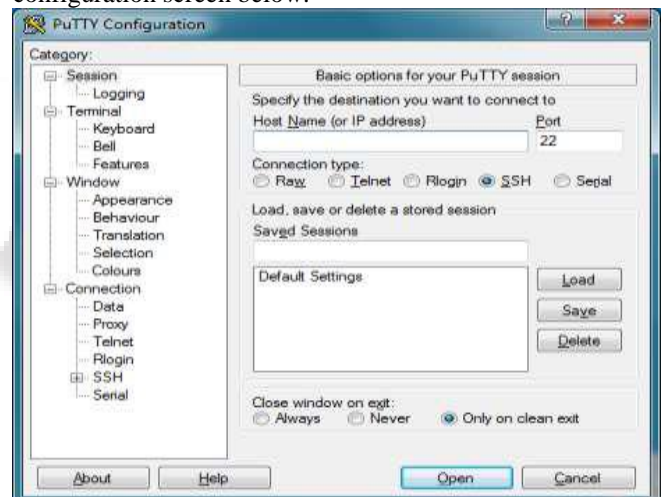 configuration screen below.
PuTTY Configuration
Category:
Session
Logging
Terminal
Keyboard
Bell
Features
Window
Appearance
Behaviour
Translation
Selection
Colours
Connection
Data
Proxy
Telnet
Rlogin
SSH
Serial
Basic options for your PuTTY session
Specify the destination you want to connect to
Host Name (or IP address) Port
22
Connection type:
Raw Telnet Rlogin SSH Serial
Load, save or delete a stored session
Saved Sessions
Default Settings
Load
Save
Delete
Close window on exit:
Always Never Only on clean exit
About Help Open Cancel